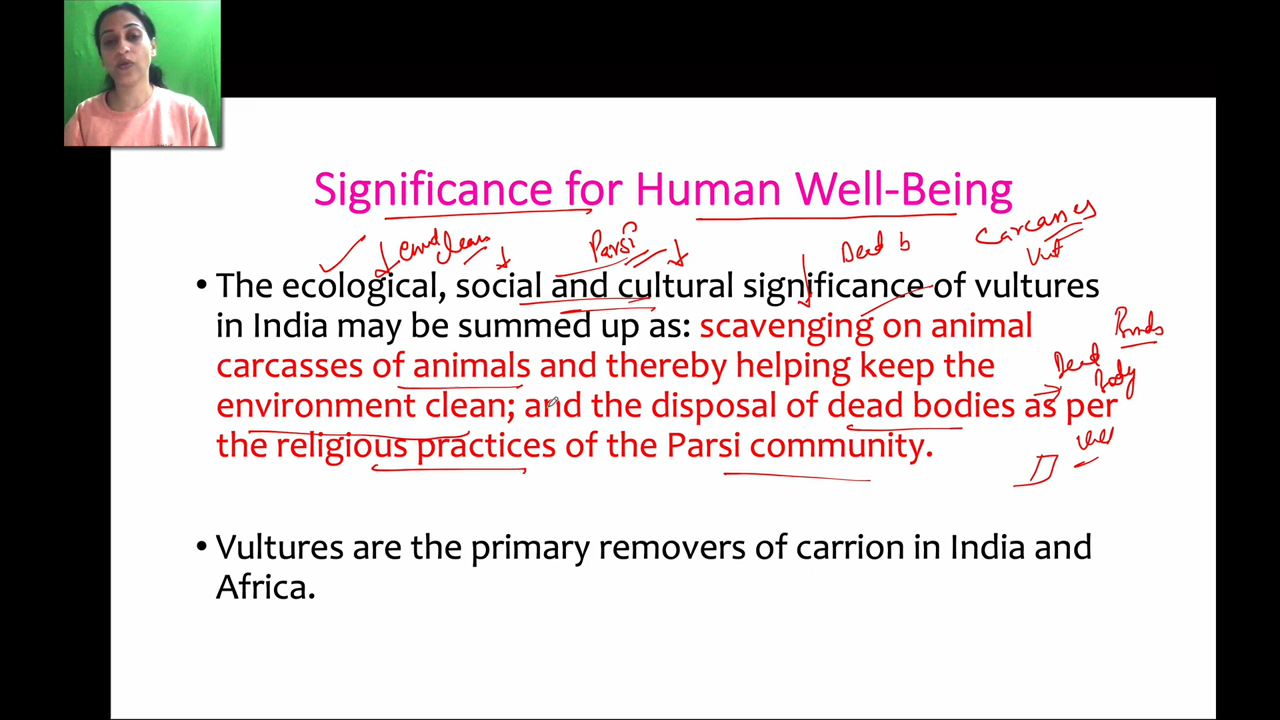 Significance for Human Well-Being
Carcasses
Parsi
Dead b
• The ecological, social and cultural significance of vultures
in India may be summed up as: scavenging on animal
carcasses of animals and thereby helping keep the
Dead
Body
environment clean; and the disposal of dead bodies as per
the religious practices of the Parsi community.
• Vultures are the primary removers of carrion in India and
Africa.